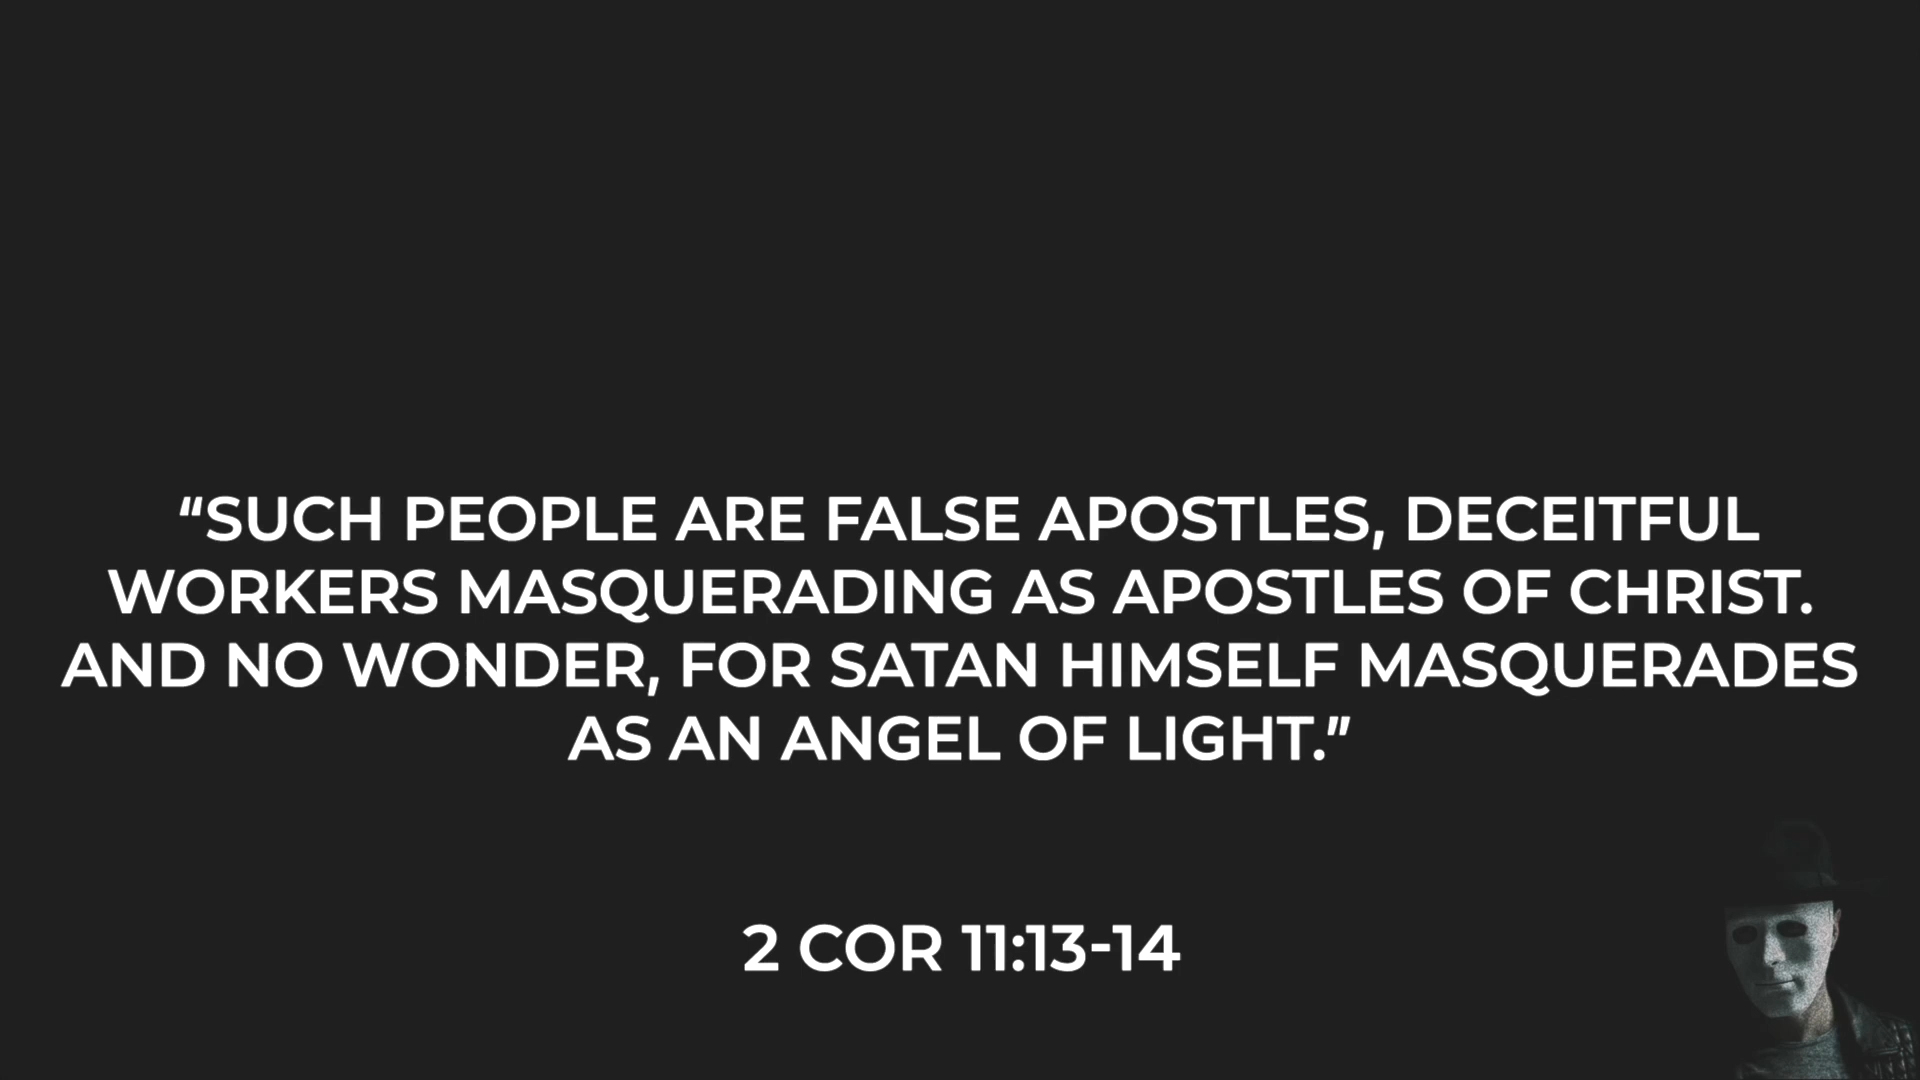 “SUCH PEOPLE ARE FALSE APOSTLES, DECEITFUL
WORKERS MASQUERADING AS APOSTLES OF CHRIST.
AND NO WONDER, FOR SATAN HIMSELF MASQUERADES
AS AN ANGEL OF LIGHT.”
2 COR 11:13-14